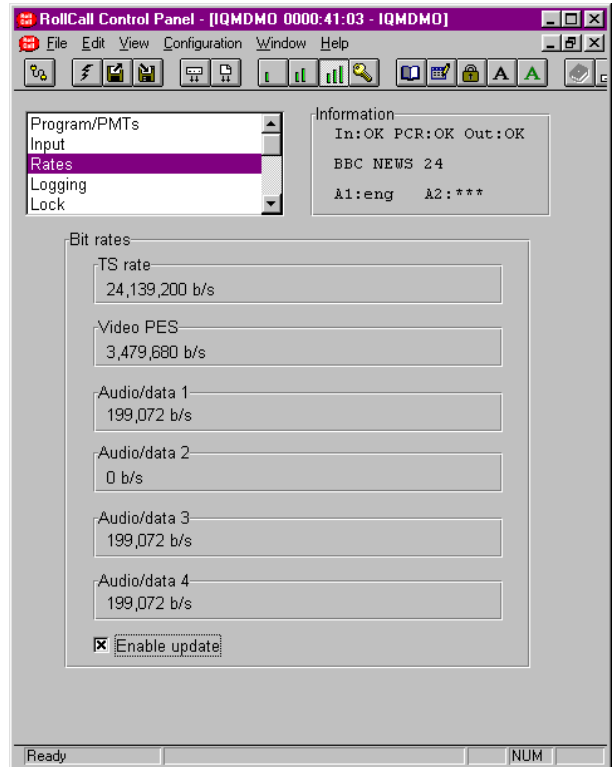 RollCall Control Panel - [IQMDMO 0000:41:03 - IQMDMO]
File Edit View Configuration Window Help
A A
Program/PMTs
Input
Rates
Logging
Lock
Information
In:OK PCR:OK Out:OK
BBC NEWS 24
A1:eng A2:***
Bit rates
TS rate
24,139,200 b/s
Video PES
3,479,680 b/s
Audio/data 1
199,072 b/s
Audio/data 2
0 b/s
Audio/data 3
199,072 b/s
Audio/data 4
199,072 b/s
Enable update
Ready
NUM